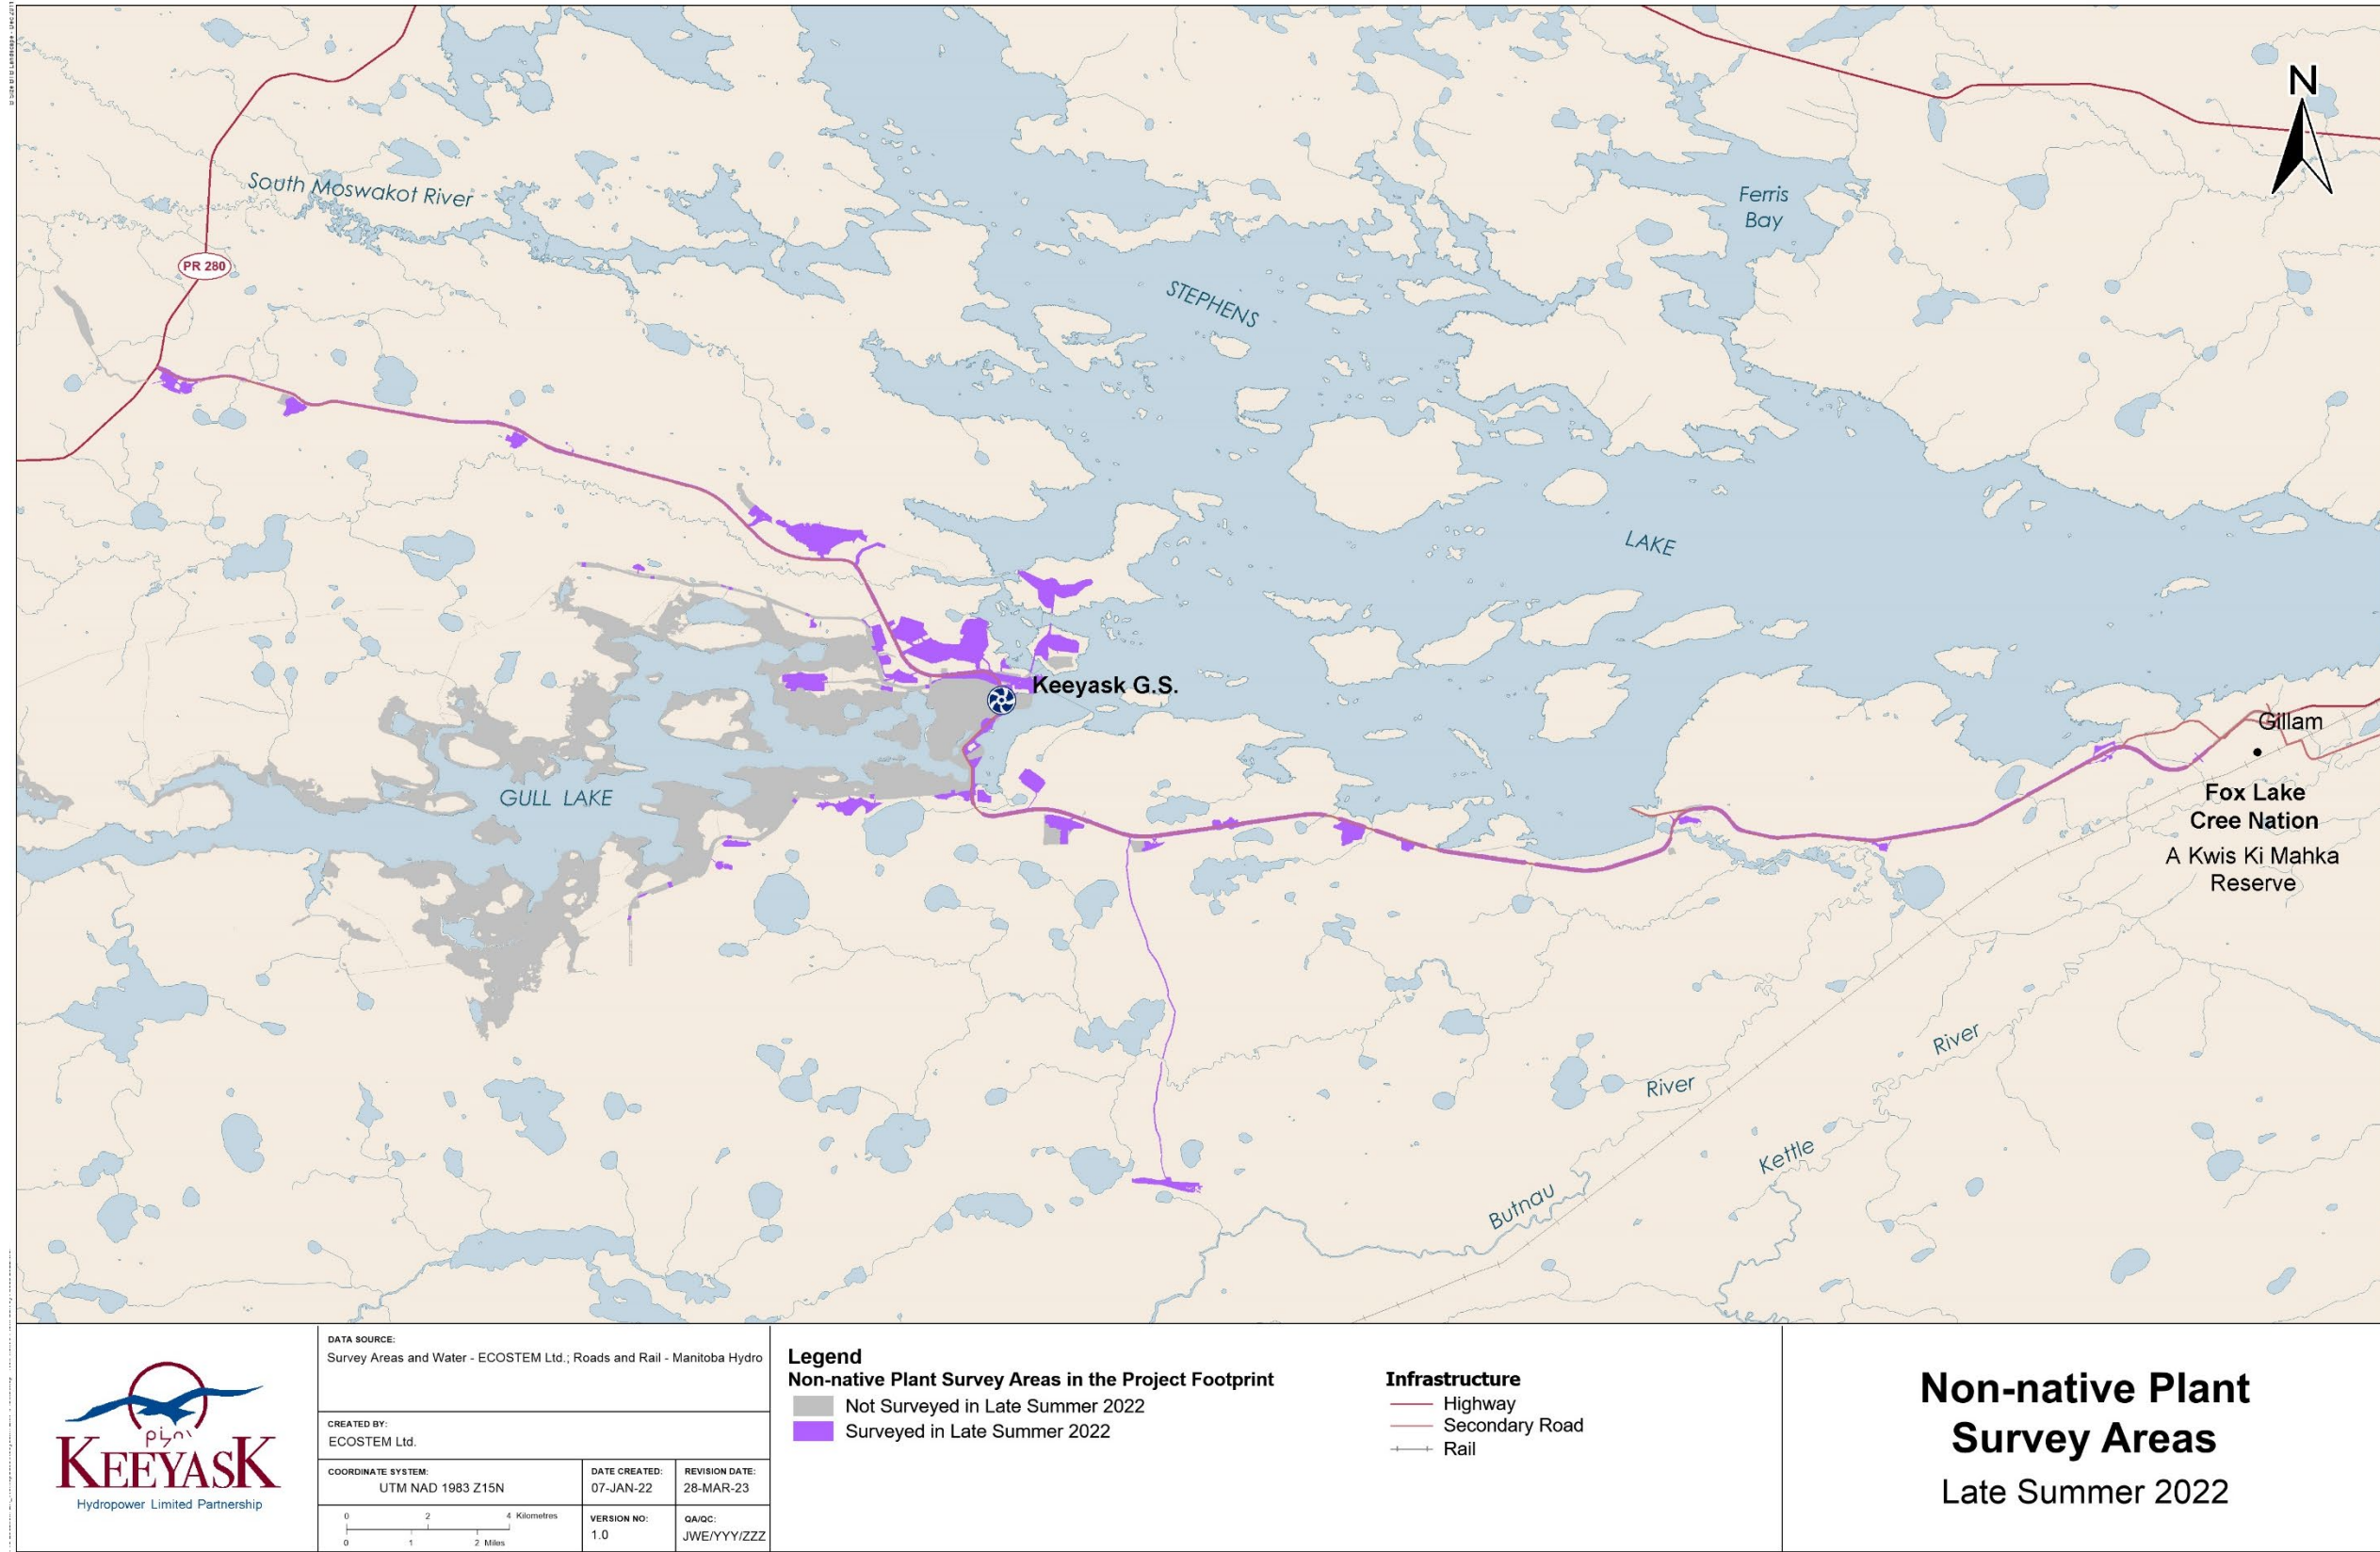 N
South Moswakot River
PR 280
Ferris
Bay
STEPHENS
LAKE
Keeyask G.S.
GULL LAKE
Gillam
Fox Lake
Cree Nation
A Kwis Ki Mahka
Reserve
River
River
Kettle
Butnau
KEEYASK
Hydropower Limited Partnership
DATA SOURCE:
Survey Areas and Water - ECOSTEM Ltd.; Roads and Rail - Manitoba Hydro
CREATED BY:
ECOSTEM Ltd.
COORDINATE SYSTEM:
UTM NAD 1983 Z15N
DATE CREATED:
07-JAN-22
REVISION DATE:
28-MAR-23
0 2 4 Kilometres
0 1 2 Miles
VERSION NO:
1.0
QA/QC:
JWE/YYY/ZZZ
Legend
Non-native Plant Survey Areas in the Project Footprint
Not Surveyed in Late Summer 2022
Surveyed in Late Summer 2022
Infrastructure
Highway
Secondary Road
Rail
Non-native Plant
Survey Areas
Late Summer 2022